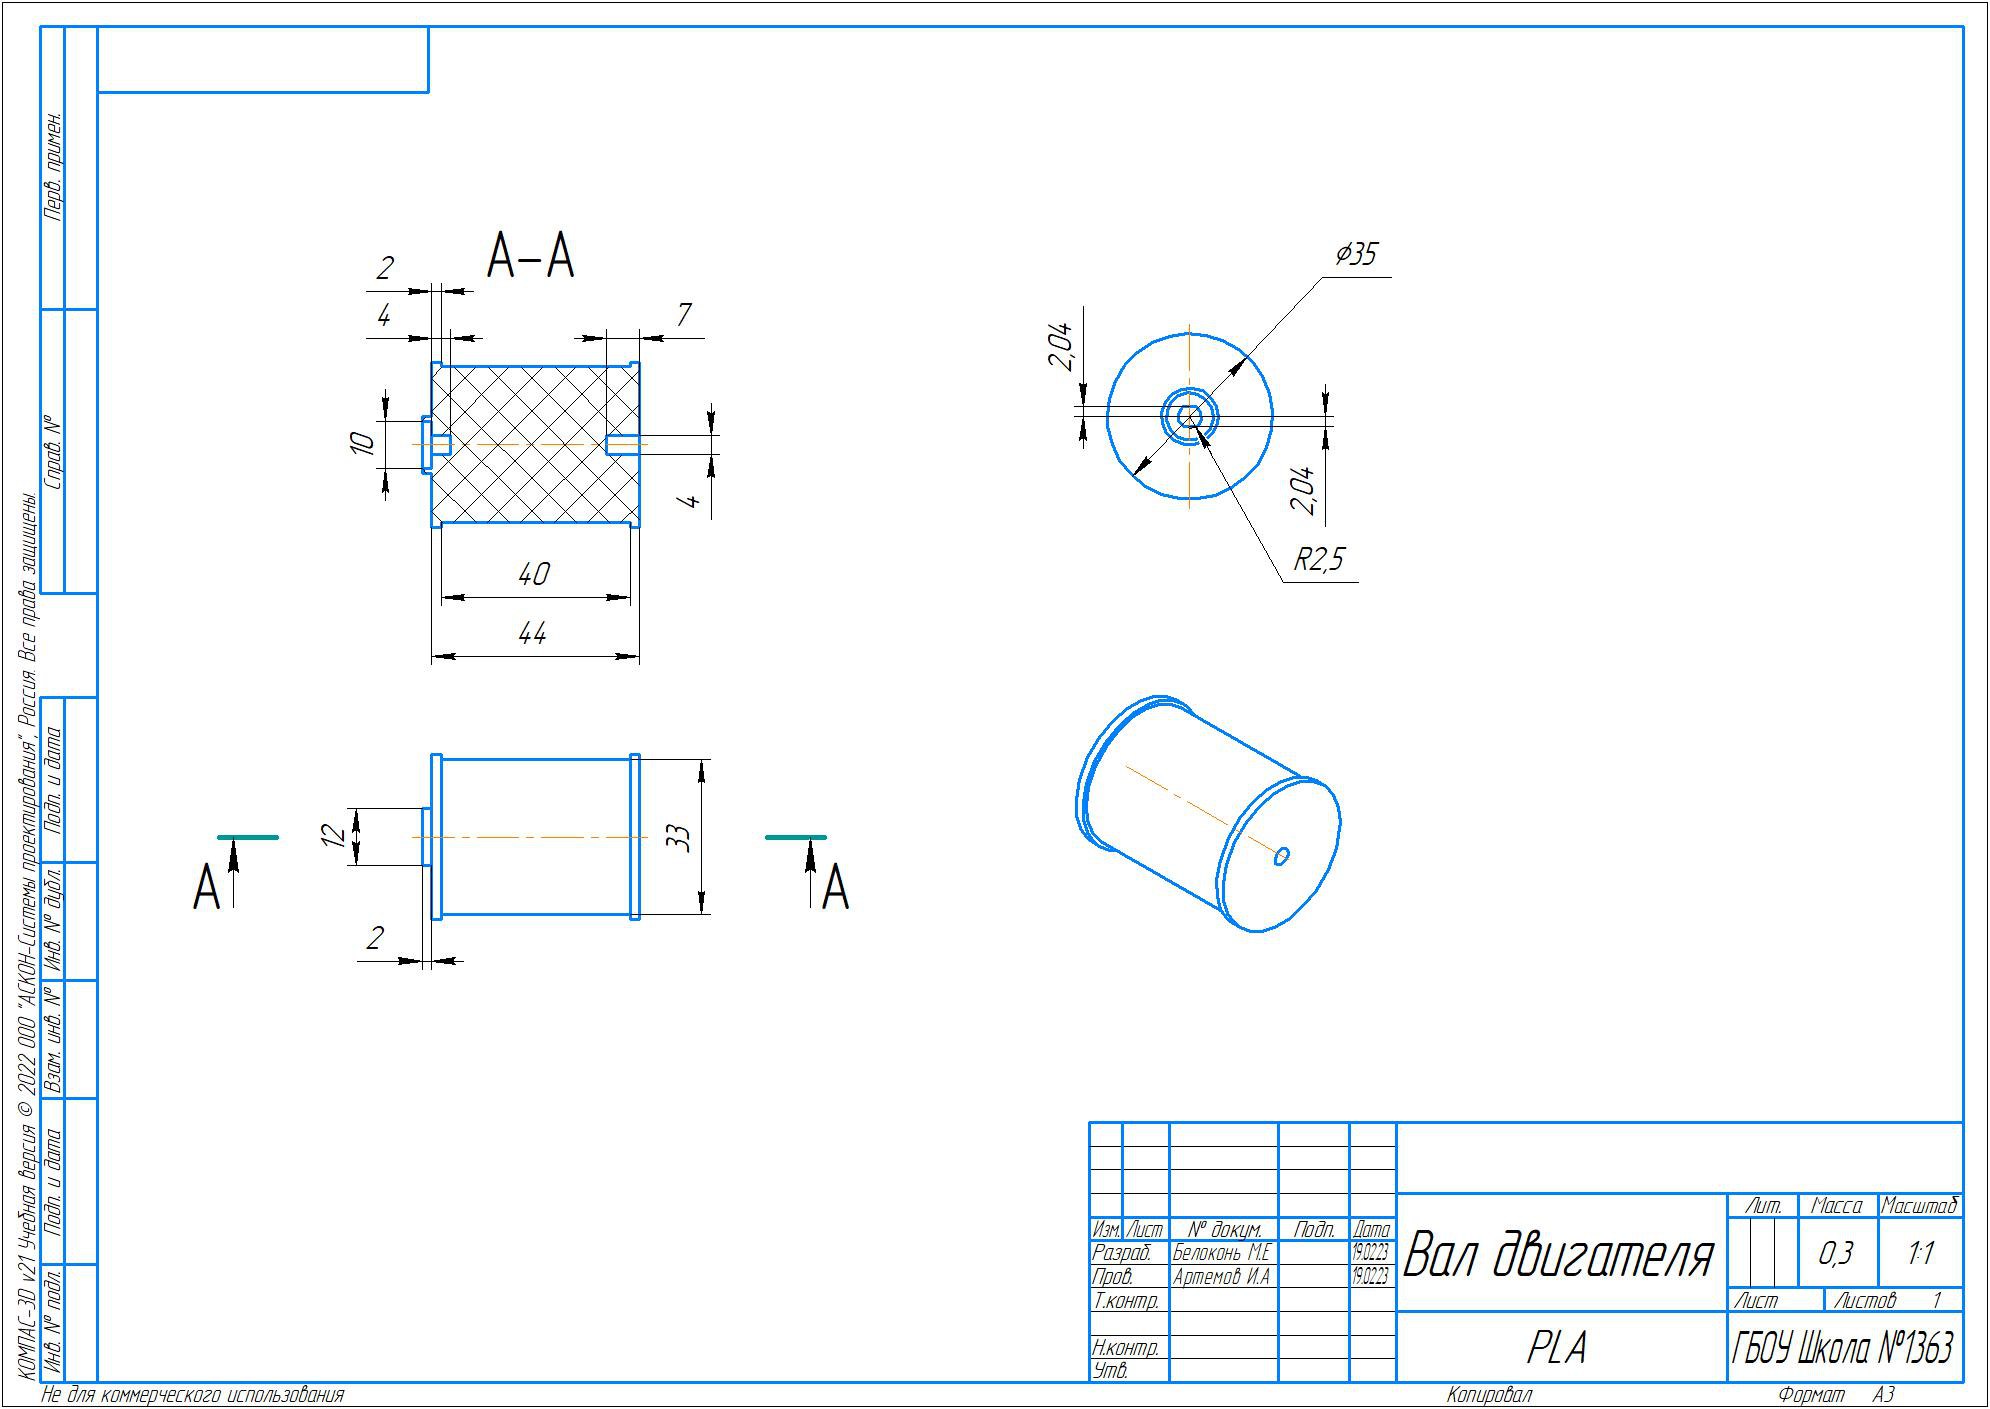 Перв. примен.
Справ. №
Подп. и дата
Инв. № дубл.
Взам. инв. №
Подп. и дата
Инв. № подл.
КОМПАС-3D v21 Учебная версия © 2022 ООО "АСКОН-Системы проектирования", Россия. Все права защищены.
А-А
2
4
7
10
4
40
44
⌀35
2,04
2,04
R2,5
12
33
А
А
2
Изм.
Лист
№ докум.
Подп.
Дата
Разраб.
Белоконь М.Е
19.02.23
Пров.
Артемов И.А
19.02.23
Т.контр.
Н.контр.
Утв.
Вал двигателя
Лит.
Масса
Масштаб
0,3
1:1
Лист
Листов 1
PLA
ГБОУ Школа №1363
Не для коммерческого использования
Копировал
Формат А3